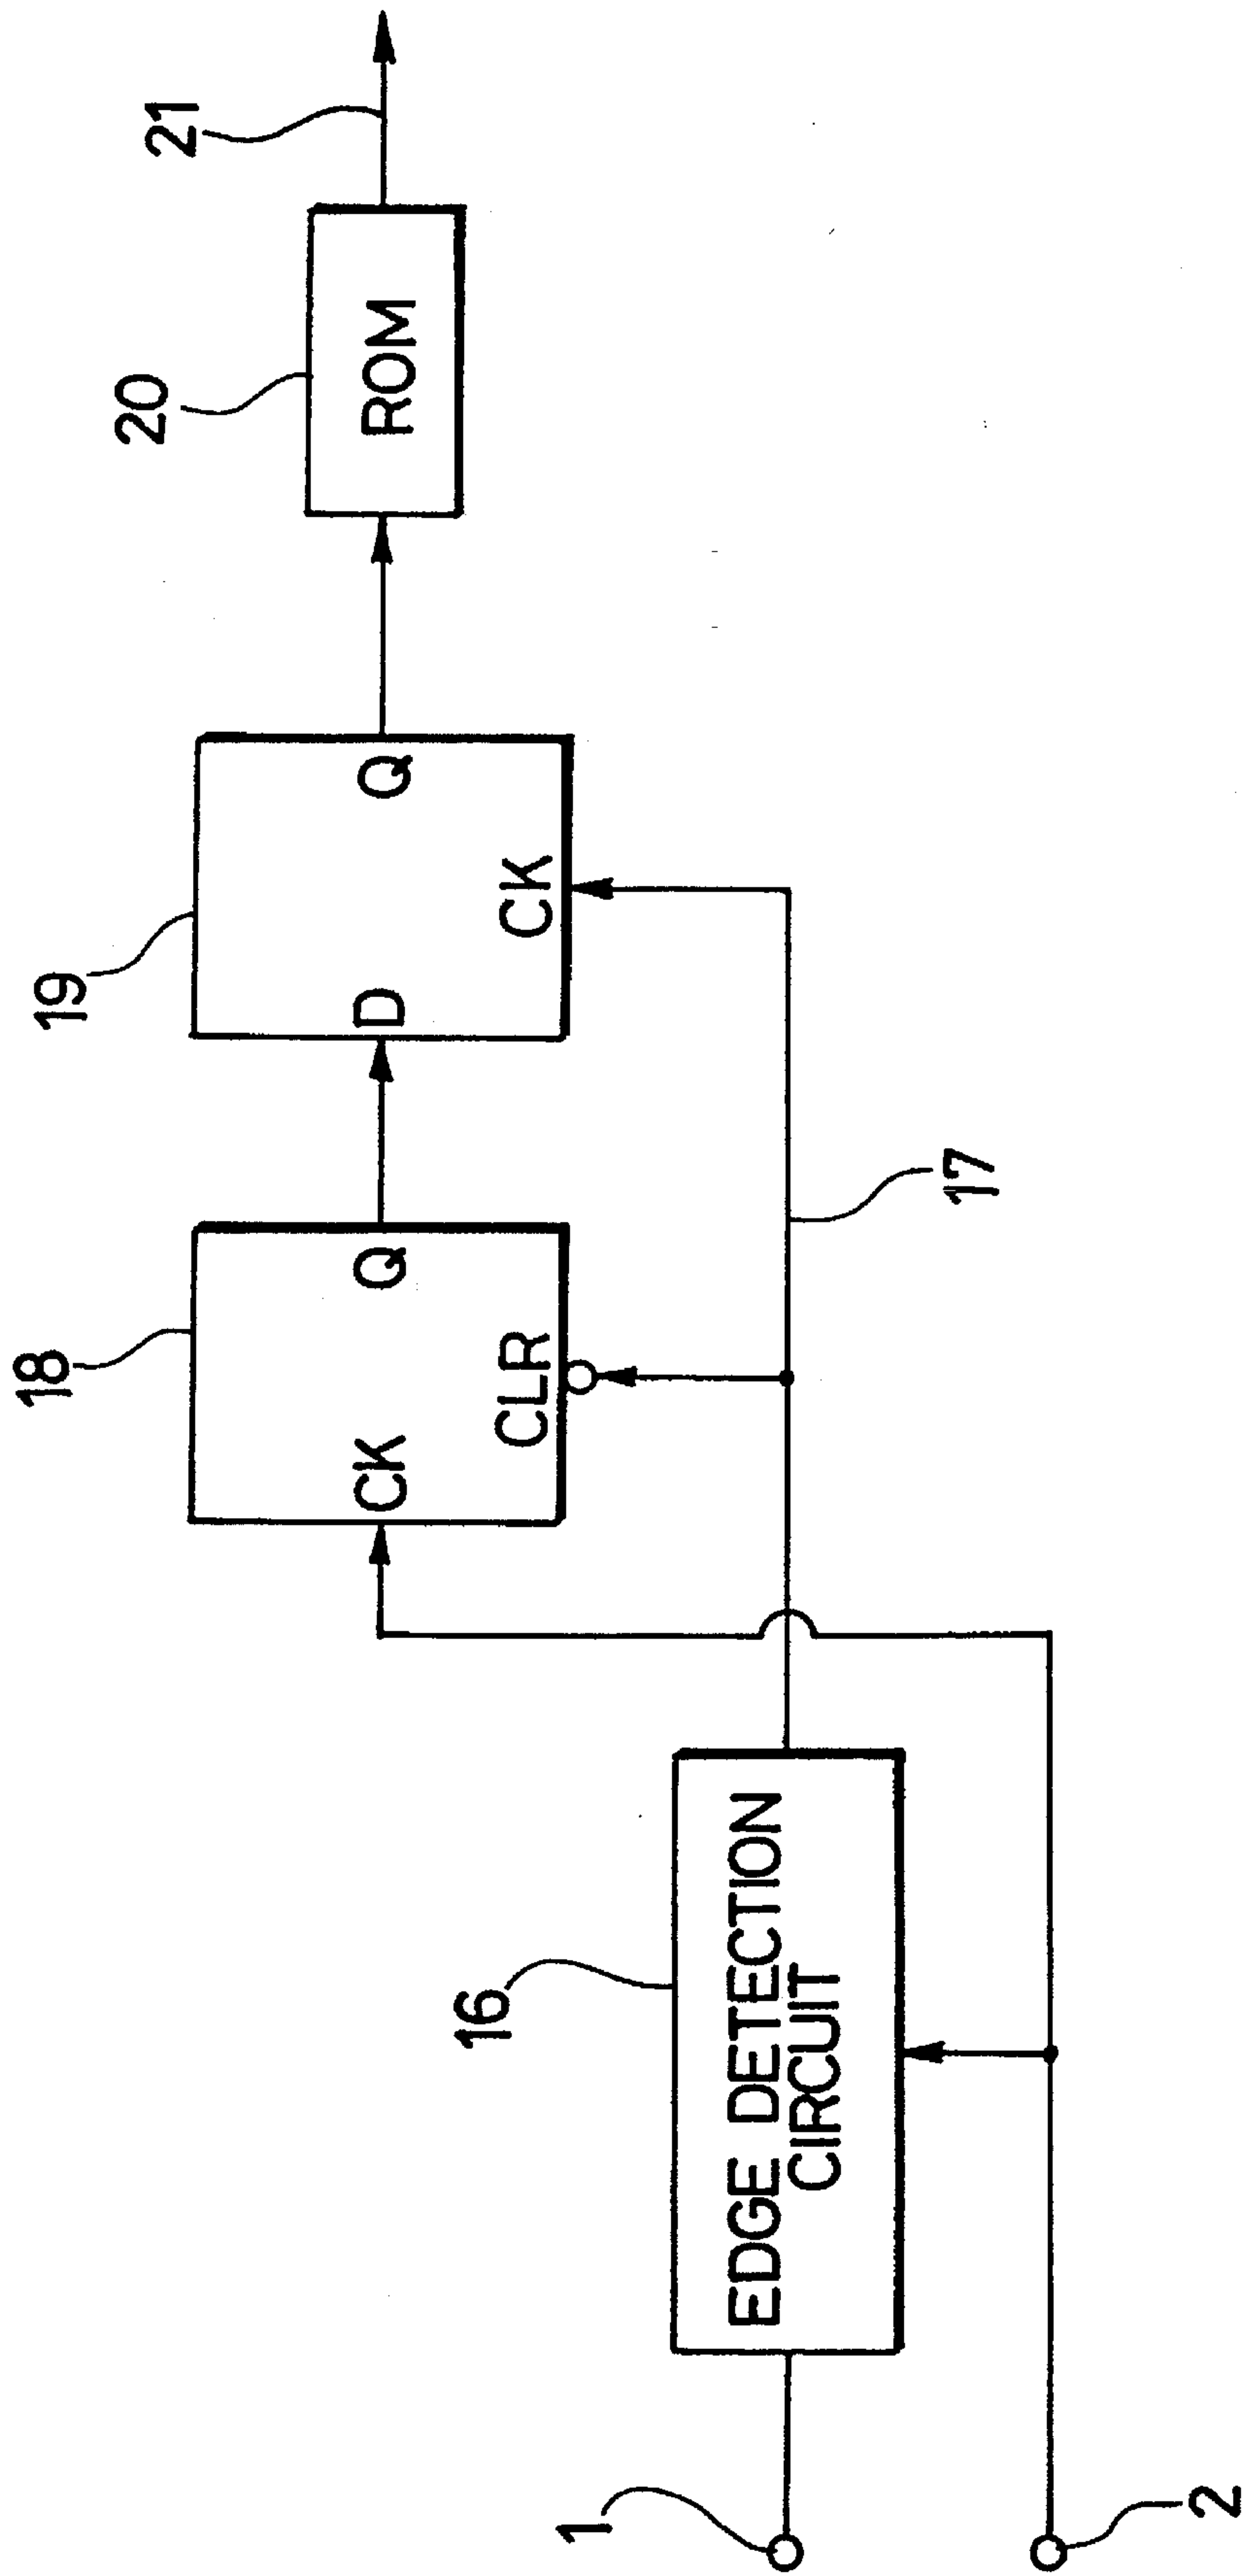 21
20
ROM
19
D
Q
CK
18
CK
Q
CLR
17
16
EDGE DETECTION
CIRCUIT
1
2